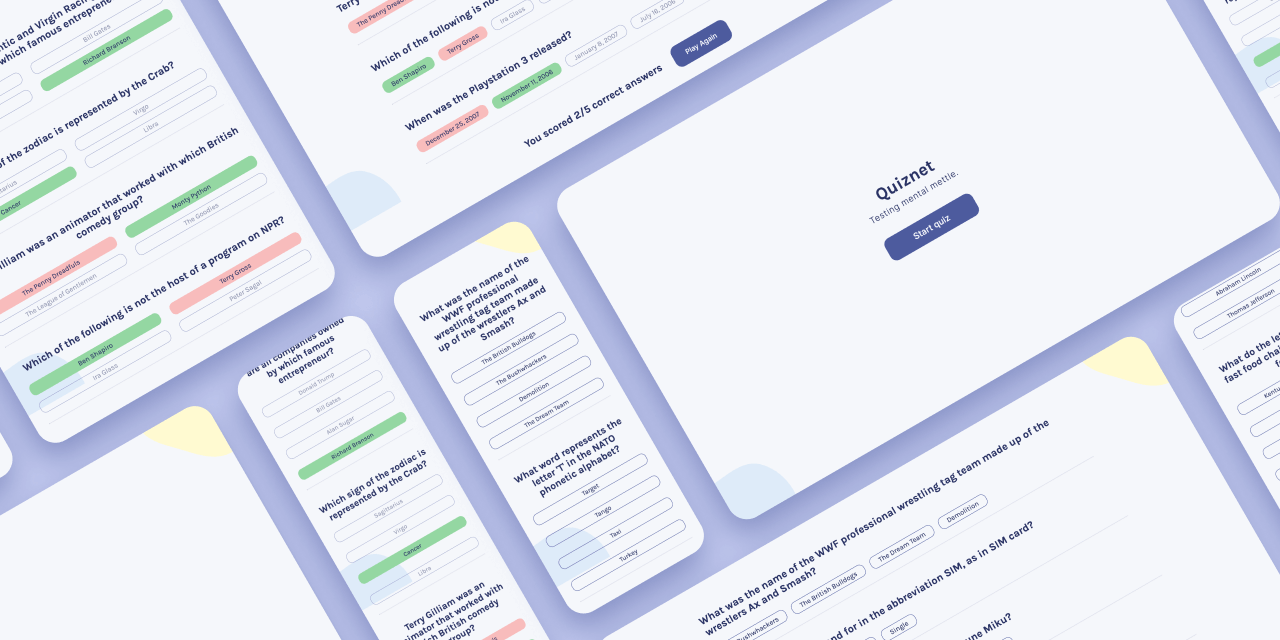 ntic and Virgin Rach
which famous entreprene
Bill Gates
Richard Branson
of the zodiac is represented by the Crab?
Virgo
Cancer
Libra
Gilliam was an animator that worked with which British
comedy group?
The Penny Dreadfuls
Monty Python
The League of Gentlemen
The Goodies
Which of the following is not the host of a program on NPR?
Ben Shapiro
Terry Gross
Ira Glass
Peter Sagal
Terry
The Penny Dreadfu
Which of the following is not
Ben Shapiro
Terry Gross
Ira Glass
When was the Playstation 3 released?
December 25, 2007
November 11, 2006
January 9, 2007
July 16, 2006
You scored 2/5 correct answers
Play Again
are all companies owned
by which famous
entrepreneur?
Donald Trump
Bill Gates
Alan Sugar
Richard Branson
Which sign of the zodiac is
represented by the Crab?
Sagittarius
Virgo
Cancer
Libra
Terry Gilliam was an
animator that worked with
which British comedy
group?
What was the name of the
WWF professional
wrestling tag team made
up of the wrestlers Ax and
Smash?
The British Bulldogs
The Bushwhackers
Demolition
The Dream Team
What word represents the
letter 'T' in the NATO
phonetic alphabet?
Target
Tango
Taxi
Turkey
Quiznet
Testing mental mettle.
Start quiz
What was the name of the WWF professional wrestling tag team made up of the
wrestlers Ax and Smash?
Bushwhackers
The British Bulldogs
The Dream Team
Demolition
nd for in the abbreviation SIM, as in SIM card?
Single
une Miku?
Abraham Lincoln
Thomas Jefferson
What do the le
fast food cha
Kentu